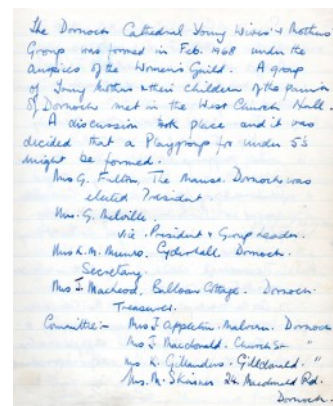 The Dornoch Cathedral Young Wives & Mothers
Group was formed in Feb. 1968 under the
auspices of the Women's Guild. A group
of Young Mothers & their children of the parish
of Dornoch met in the West Church Hall.
A discussion took place and it was
decided that a Playgroup for under 5s
might be formed.
Mrs G. Fulton, The Manse. Dornoch was
elected President.
Mrs. G. Melville.
Vice-President & Group Leader.
Mrs K.M. Munro. Cyderhall Dornoch.
Secretary.
Mrs J. MacLeod, Balloan Cottage. Dornoch.
Treasurer.
Committee:- Mrs J Appelin. Malvern. Dornoch
Mrs J. Macdonald. Church St. "
Mrs K. Gillanders. "
Mrs. M. Skinner 24 Macdonald Rd.
Dornoch.